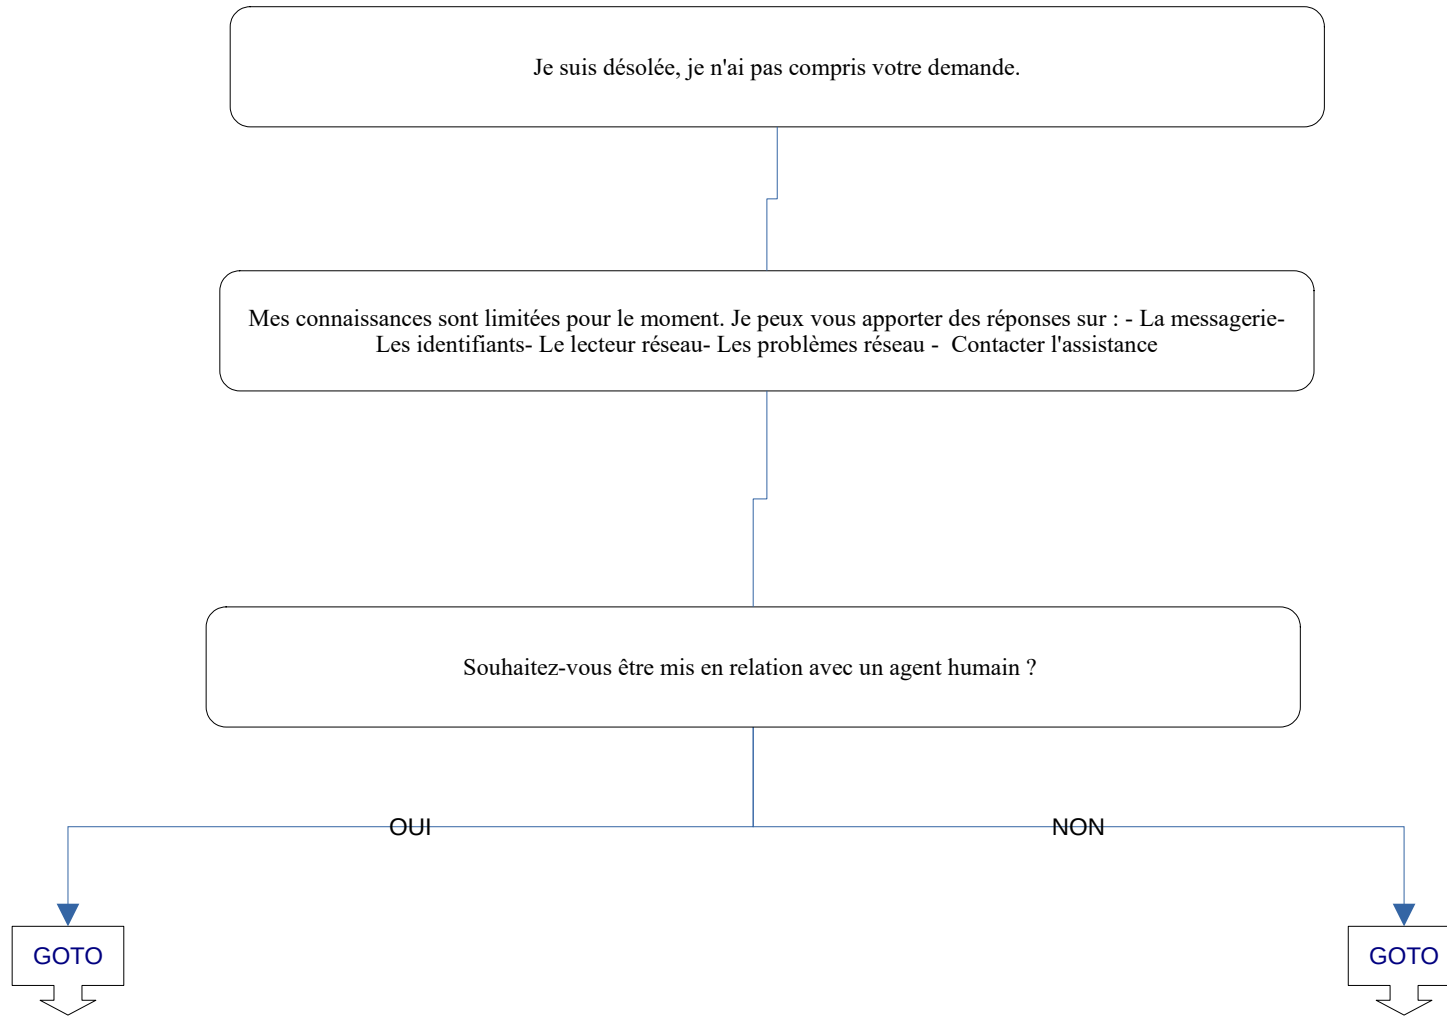 Je suis désolée, je n'ai pas compris votre demande.
Mes connaissances sont limitées pour le moment. Je peux vous apporter des réponses sur : - La messagerie-
Les identifiants- Le lecteur réseau- Les problèmes réseau -  Contacter l'assistance
Souhaitez-vous être mis en relation avec un agent humain ?
OUI
NON
GOTO
GOTO